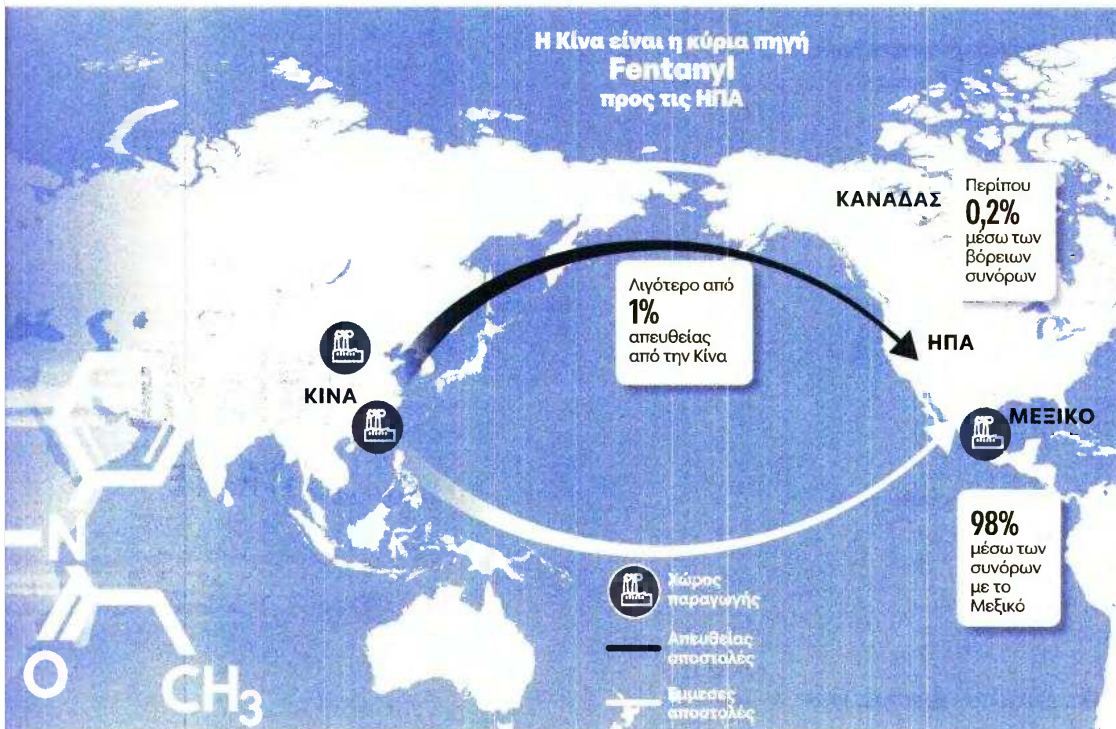 Η Κίνα είναι η κύρια πηγή
Fentanyl
προς τις ΗΠΑ
ΚΑΝΑΔΑΣ
Περίπου
0,2%
μέσω των
βόρειων
συνόρων
Λιγότερο από
1%
απευθείας
από την Κίνα
ΗΠΑ
ΚΙΝΑ
ΜΕΞΙΚΟ
98%
μέσω των
συνόρων
με το
Μεξικό
N
O
CH3
Χώρος
παραγωγής
Απευθείας
αποστολές
Έμμεσες
αποστολές